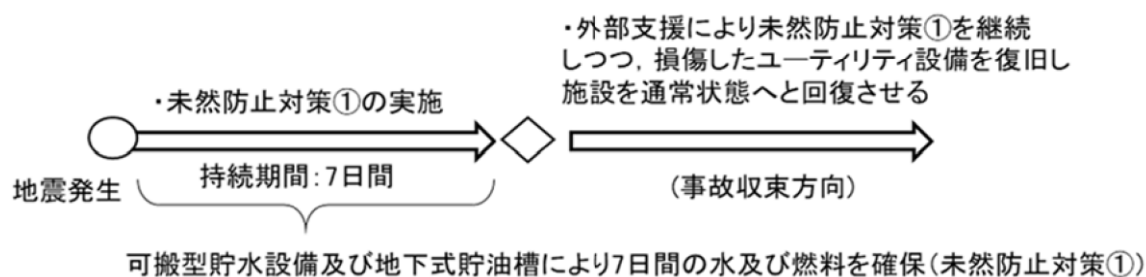 ・外部支援により未然防止対策①を継続
しつつ，損傷したユーティリティ設備を復旧し
施設を通常状態へと回復させる
・未然防止対策①の実施
地震発生
持続期間：7日間
(事故収束方向)
可搬型貯水設備及び地下式貯油槽により7日間の水及び燃料を確保(未然防止対策①)